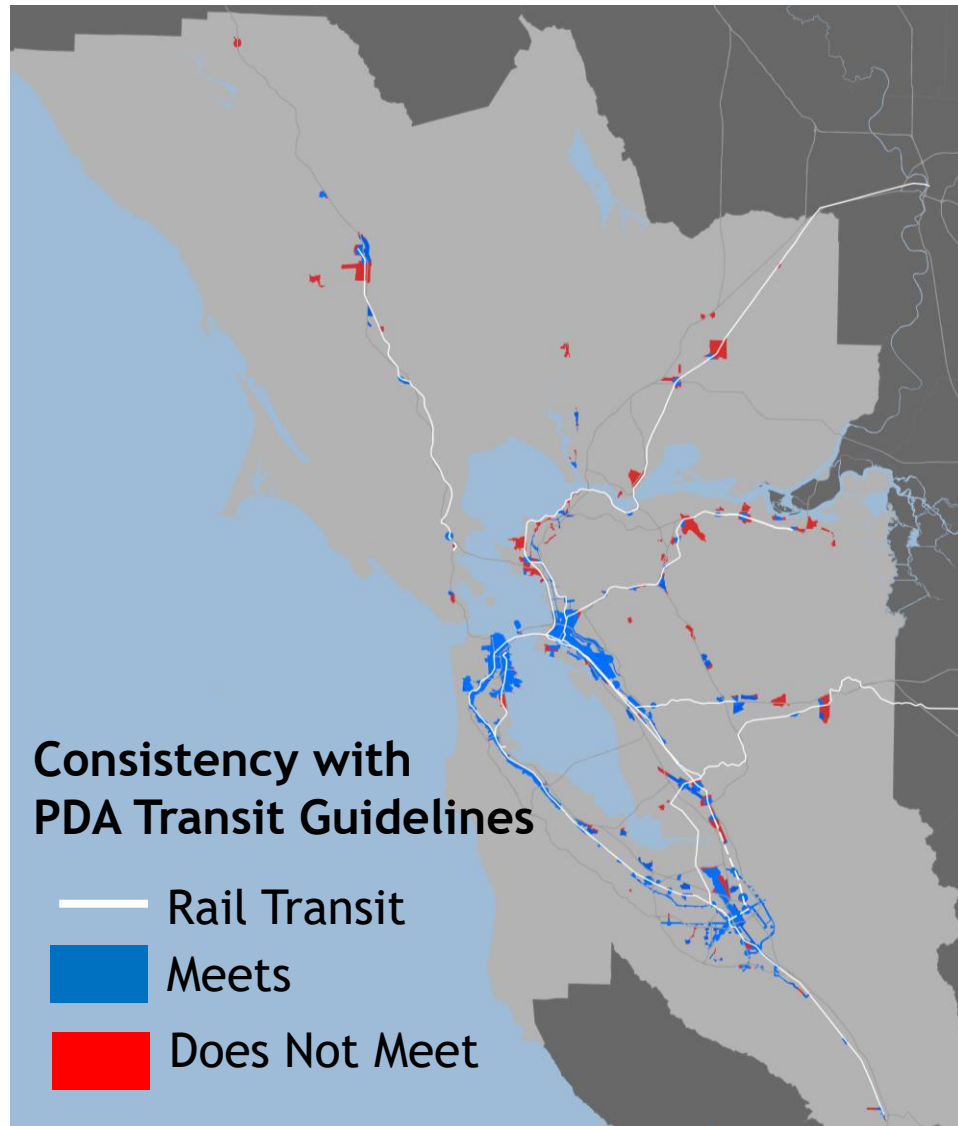 Consistency with
PDA Transit Guidelines
Rail Transit
Meets
Does Not Meet